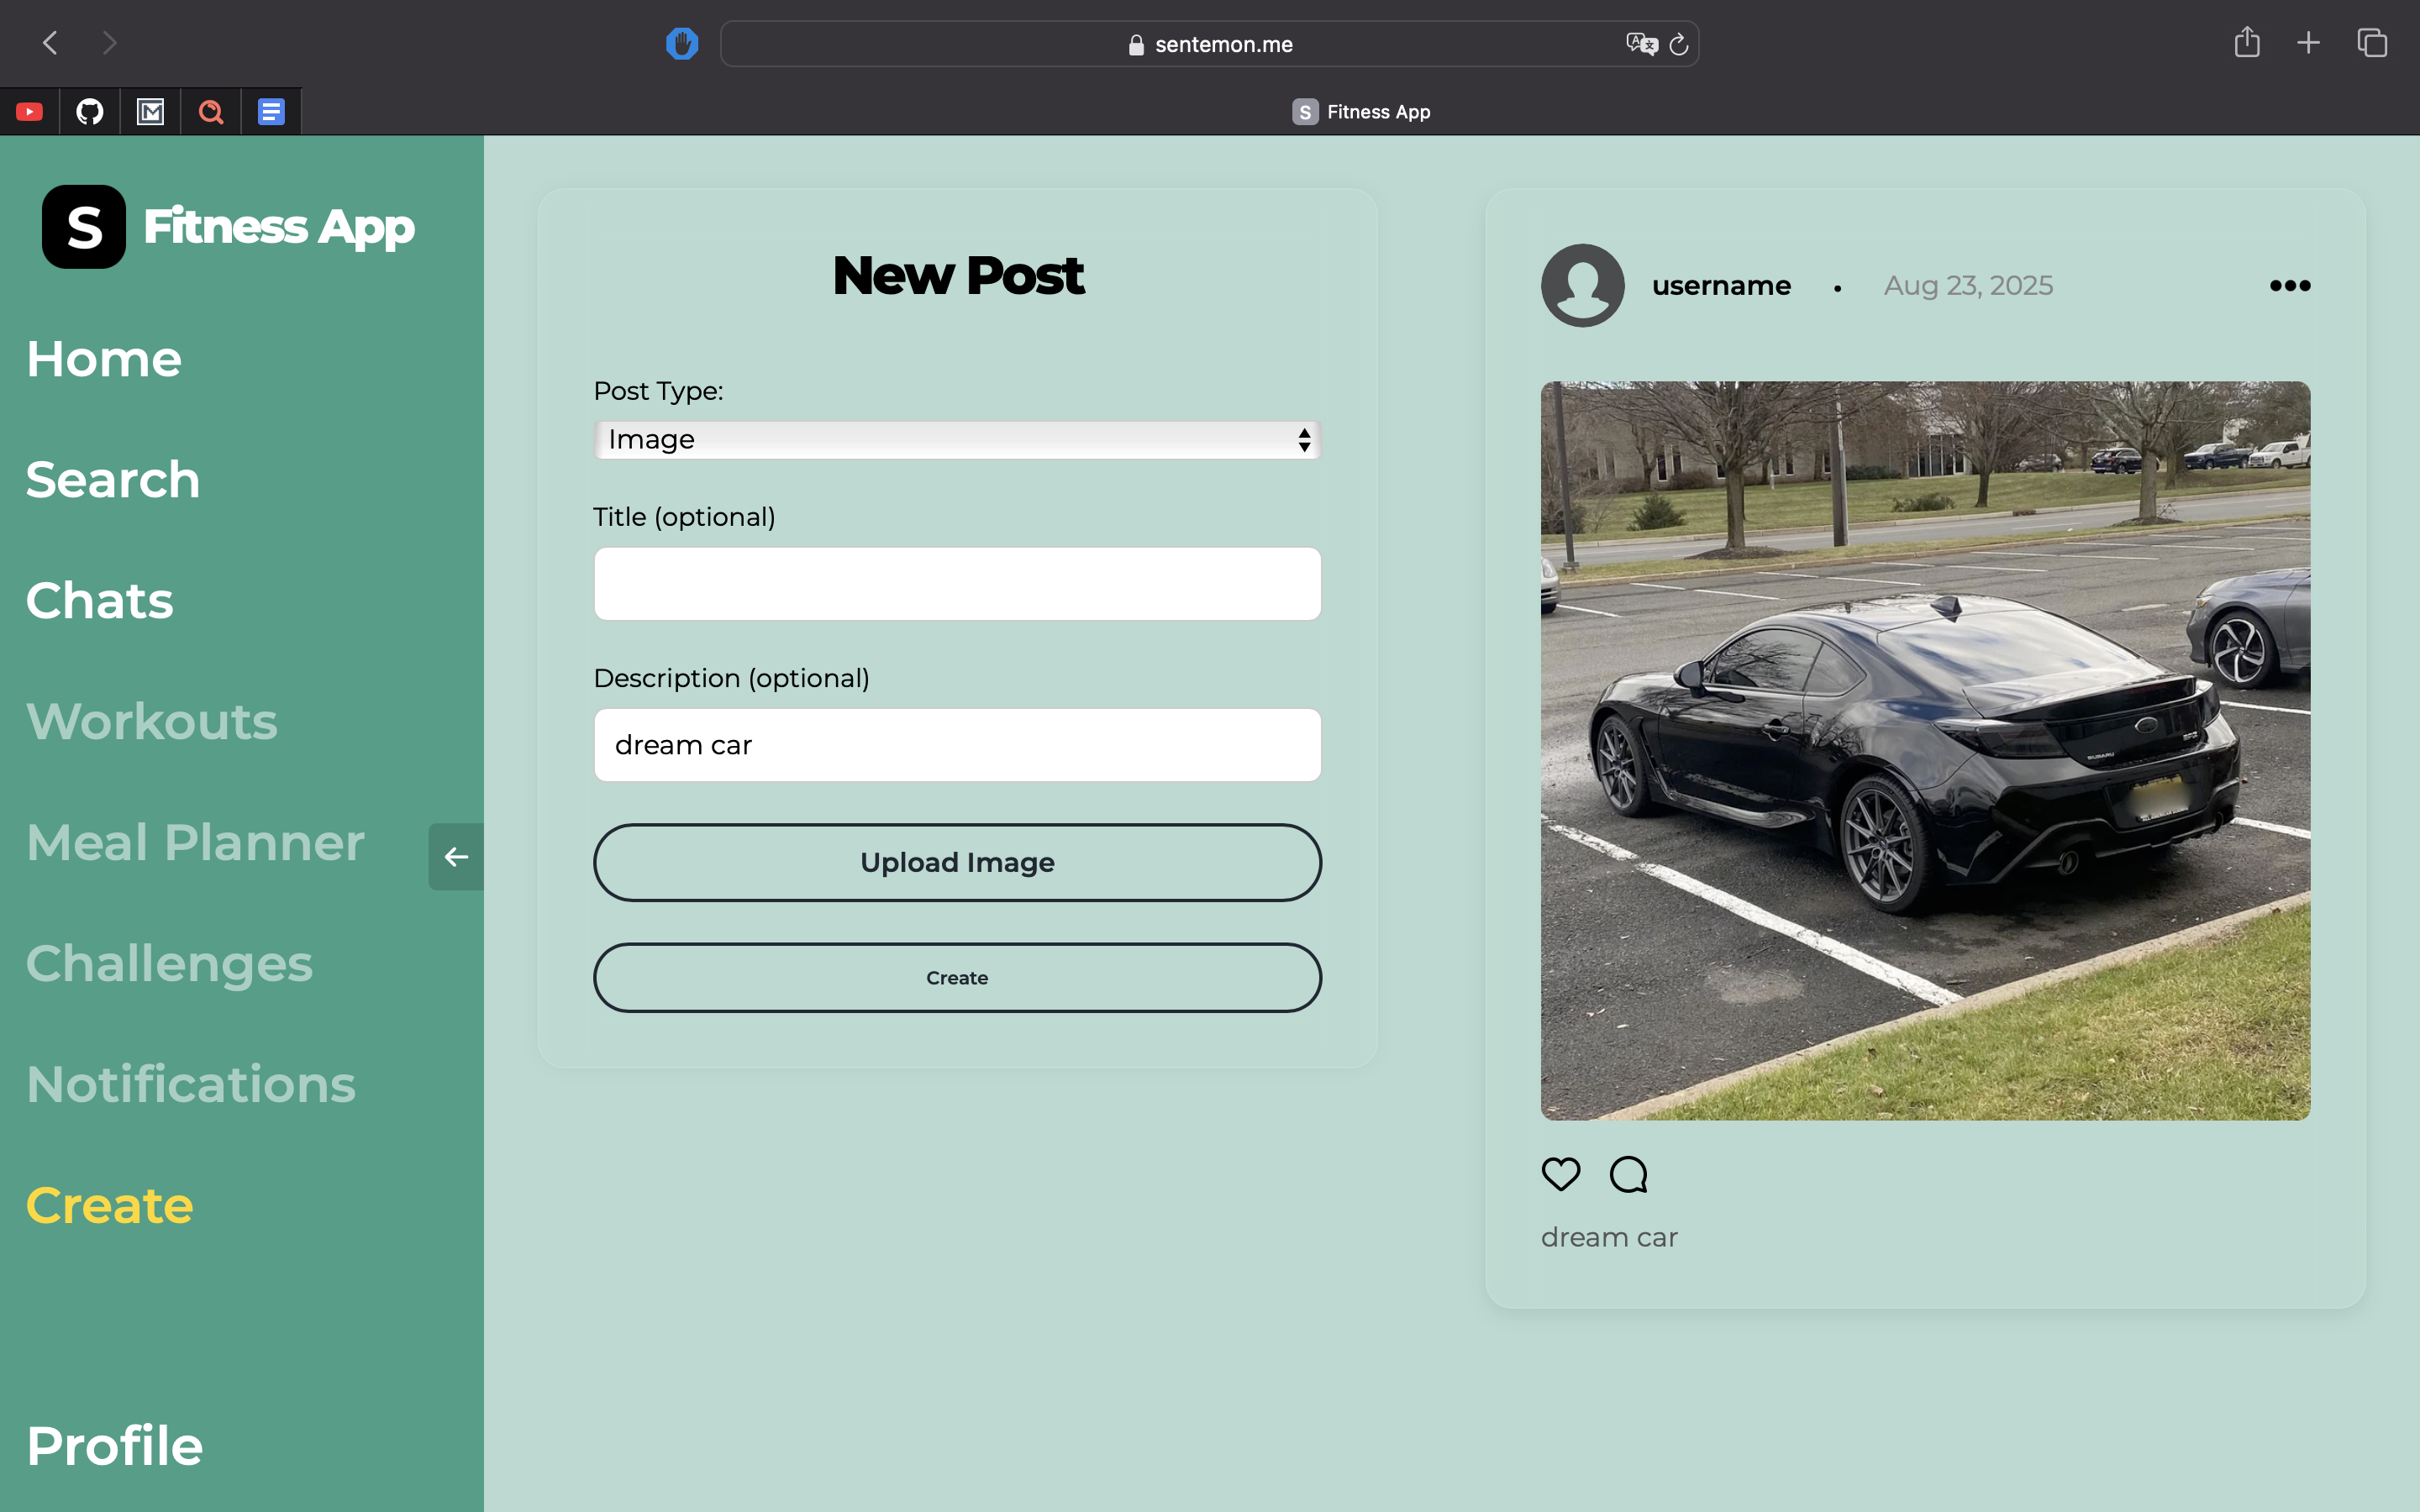 sentemon.me
S Fitness App
S Fitness App
Home
Search
Chats
Workouts
Meal Planner
Challenges
Notifications
Create
Profile
New Post
Post Type:
Image
Title (optional)
Description (optional)
dream car
Upload Image
Create
username • Aug 23, 2025
SUBARU
dream car